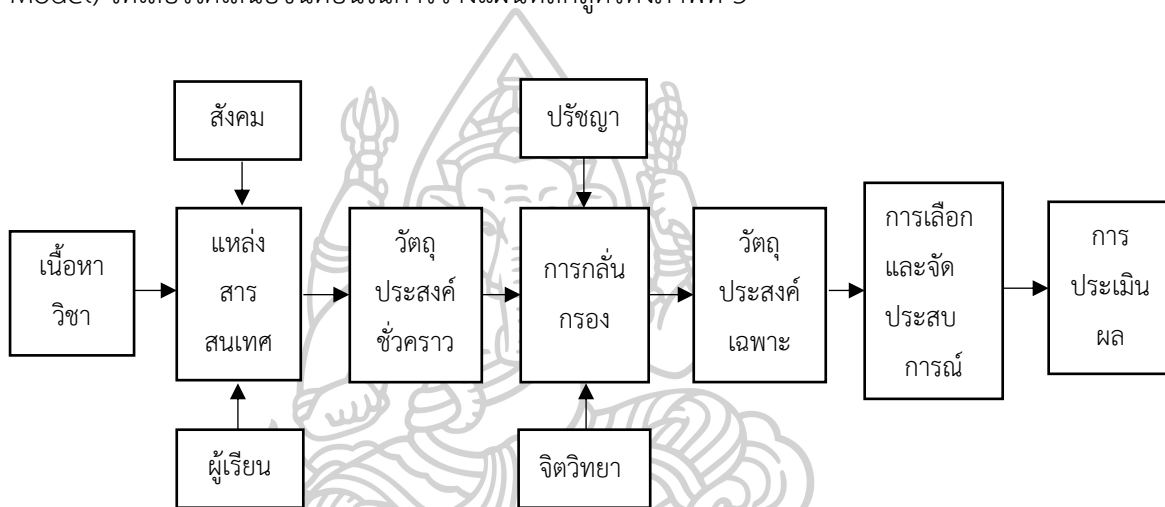 สังคม
ปรัชญา
เนื้อหา
วิชา
แหล่ง
สาร
สนเทศ
วัตถุ
ประสงค์
ชั่วคราว
การกลั่น
กรอง
วัตถุ
ประสงค์
เฉพาะ
การเลือก
และจัด
ประสบ
การณ์
การ
ประเมิน
ผล
ผู้เรียน
จิตวิทยา